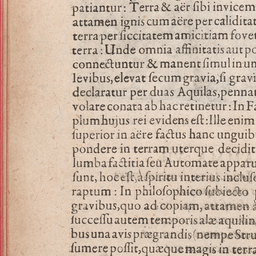 patiantur: Terra & aër sibi invicem
attamen ignis cum aëre per caliditat
terra per siccitatem amicitiam fovet
terra: Unde omnia affinitatis aut po
connectuntur & manent simul in un
levibus, elevat secum gravia, si gravi
declaratur per duas Aquilas, pennat
volare conata ab hac retinetur: In Fa
plum hujus rei evidens est: Ille enim
superior in aëre factus hanc unguib
pondere in terram uterque decidit
lumba factitia seu Automate apparu
sunt, hoc est, à spiritu interius incluso
raptum: In philosophico subiecto
gravibus, quo ad copiam, attamen à
successu autem temporis alæ aquilin
bus una avis prægrandis (nempe Stru
sumere possit, quæque magis in terra